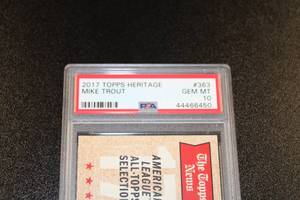 2017 TOPPS HERITAGE #363
MIKE TROUT GEM MT
10
PSA 44466450
The Topps
News
AMERICAN
LEAGUE
ALL-TOPPS
SELECTION